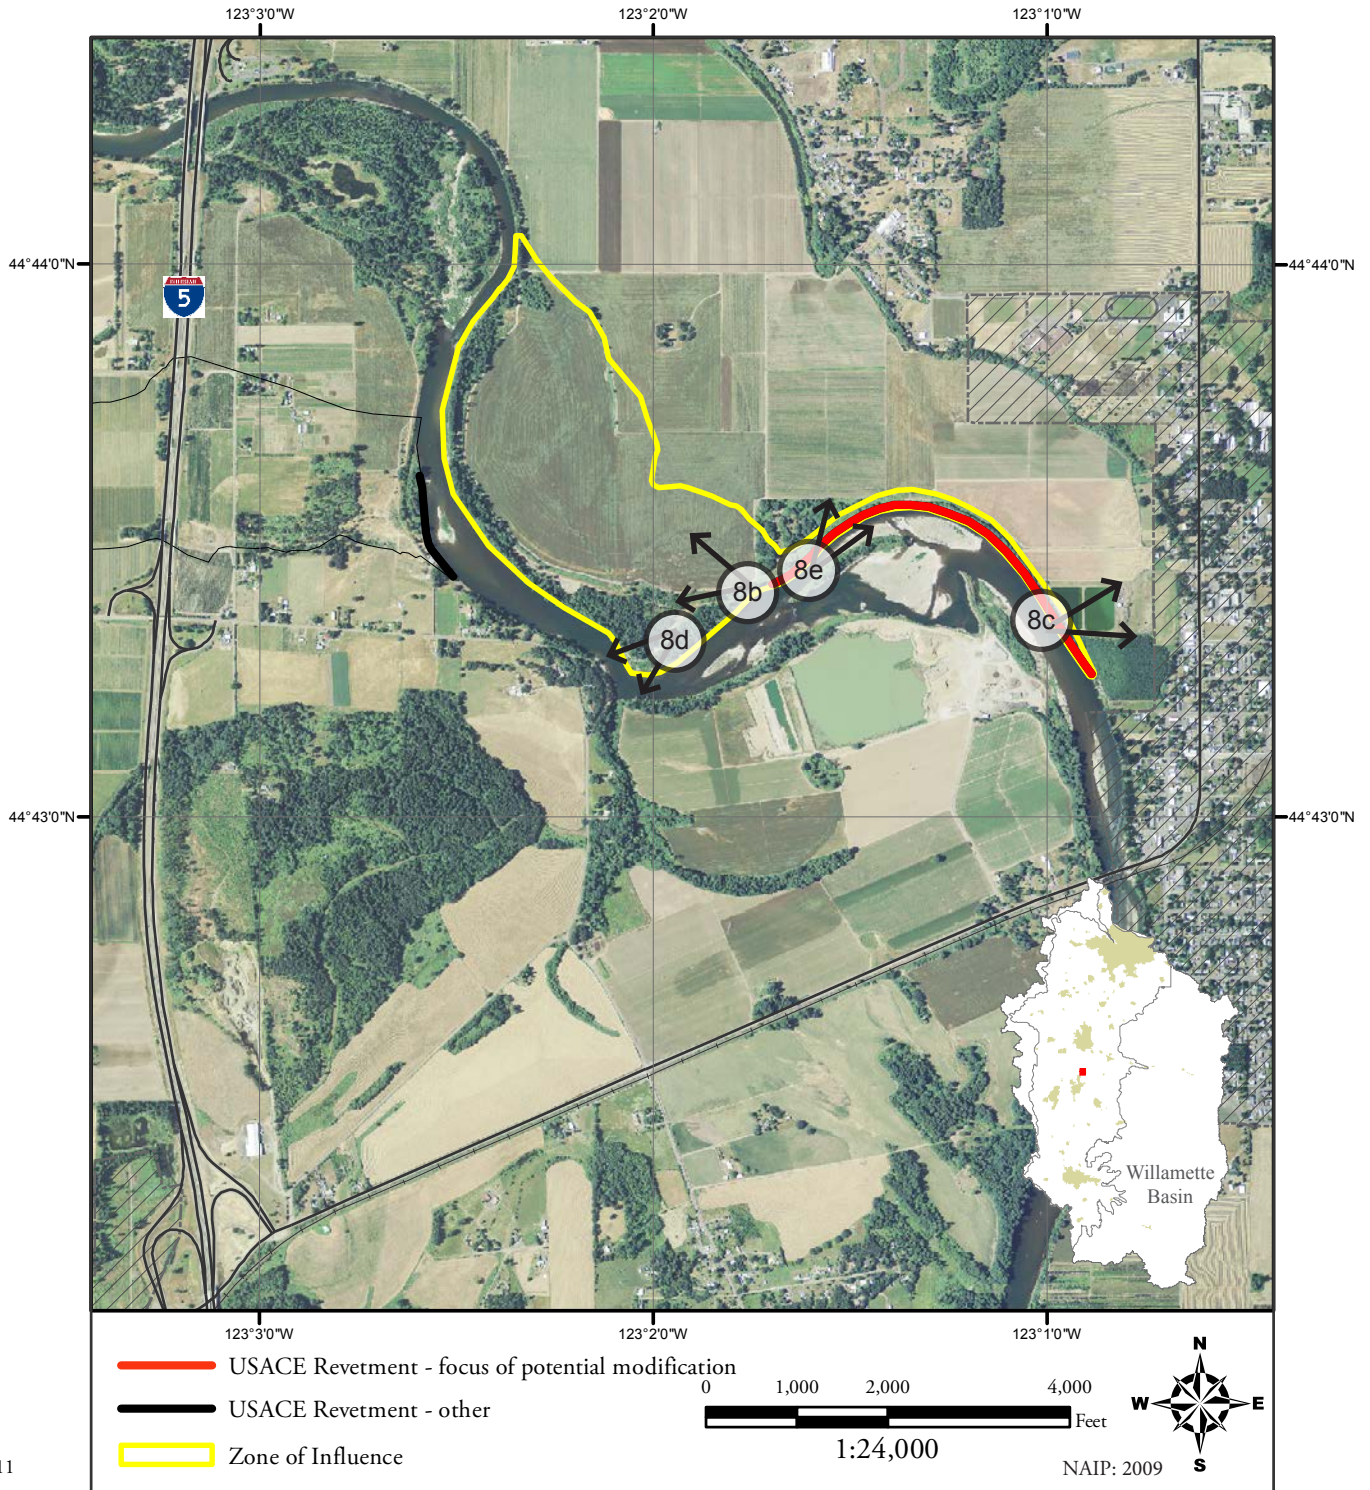 123°3'0"W 123°2'0"W 123°1'0"W
44°44'0"N 44°44'0"N
5
8e
8b
8c
8d
44°43'0"N 44°43'0"N
Willamette
Basin
123°3'0"W 123°2'0"W 123°1'0"W
USACE Revetment - focus of potential modification
USACE Revetment - other
Zone of Influence
0 1,000 2,000 4,000
Feet
1:24,000
NAIP: 2009
N
W E
S
11